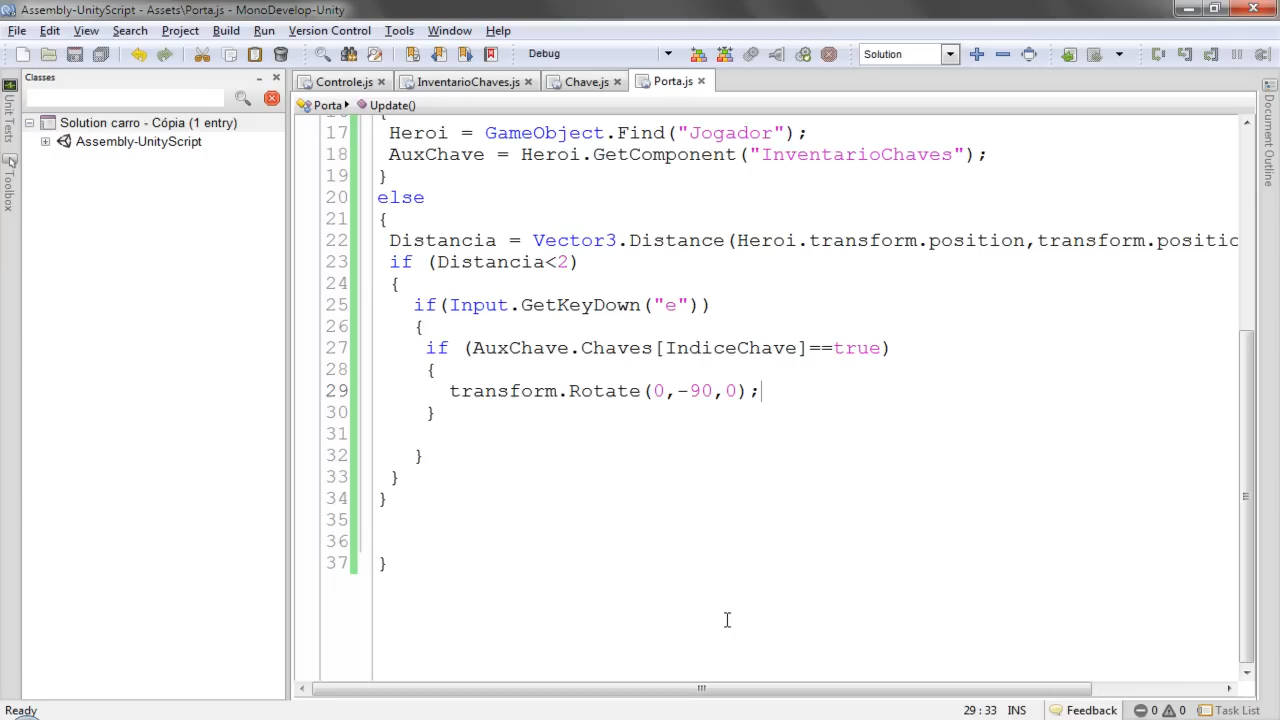 Assembly-UnityScript - Assets\Porta.js - MonoDevelop-Unity
File Edit View Search Project Build Run Version Control Tools Window Help
Debug Solution
Classes
Controle.js InventarioChaves.js Chave.js Porta.js
Porta Update()
Solution carro - Cópia (1 entry)
Assembly-UnityScript
Unit Tests
Toolbox
Document Outline
17 Heroi = GameObject.Find("Jogador");
18 AuxChave = Heroi.GetComponent("InventarioChaves");
19 }
20 else
21 {
22 Distancia = Vector3.Distance(Heroi.transform.position,transform.positio
23 if (Distancia<2)
24 {
25 if(Input.GetKeyDown("e"))
26 {
27 if (AuxChave.Chaves[IndiceChave]==true)
28 {
29 transform.Rotate(0,-90,0);
30 }
31
32 }
33 }
34 }
35
36
37 }
Ready 29 : 33 INS Feedback 0 0 Task List